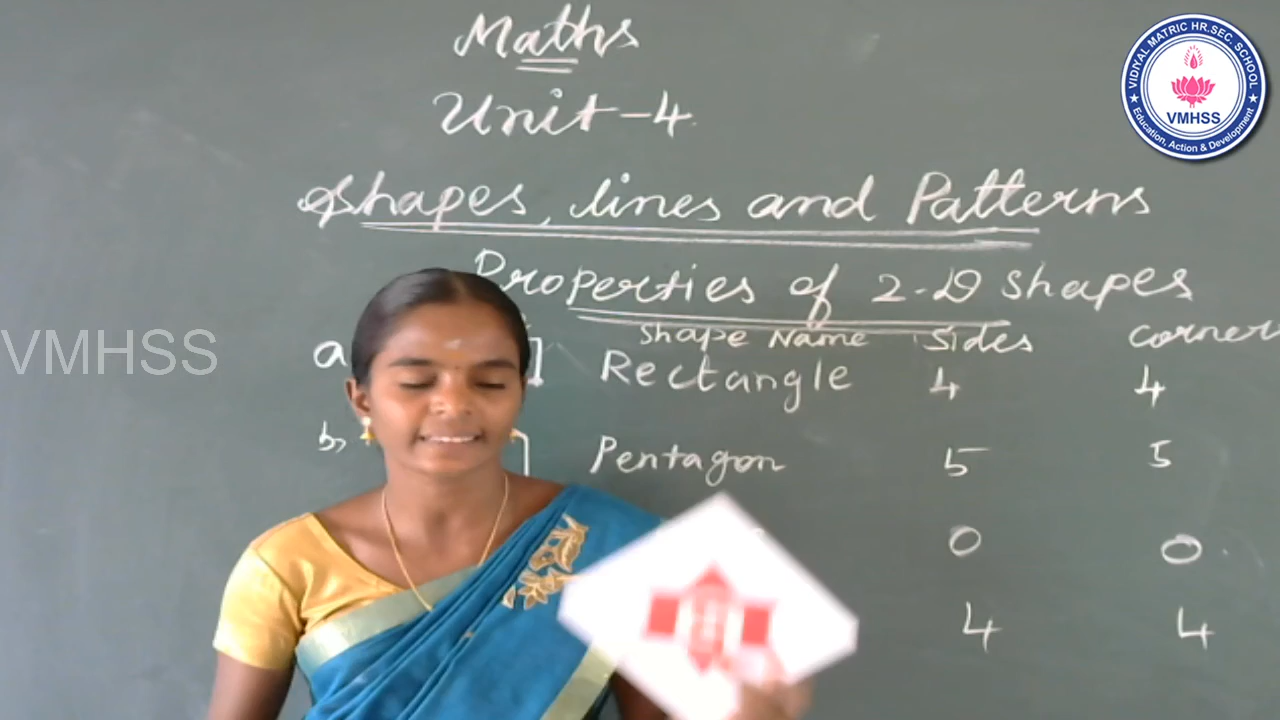 Maths
Unit-4
Shapes, lines and Patterns
Properties of 2-D shapes
Shape Name Sides Corner
a Rectangle 4 4
b, Pentagon 5 5
0 0
4 4
VMHSS
VIDIYAL MATRIC HR.SEC. SCHOOL
VMHSS
Education, Action & Development